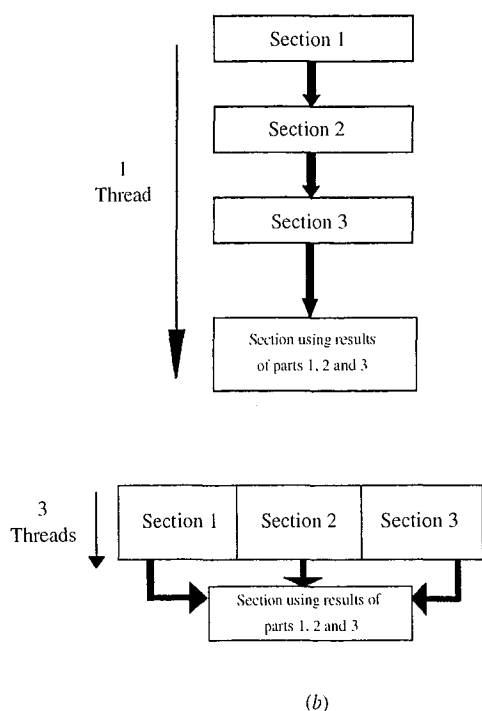 Section 1
Section 2
1
Thread
Section 3
Section using results
of parts 1, 2 and 3
3
Threads
Section 1
Section 2
Section 3
Section using results of
parts 1, 2 and 3
(b)